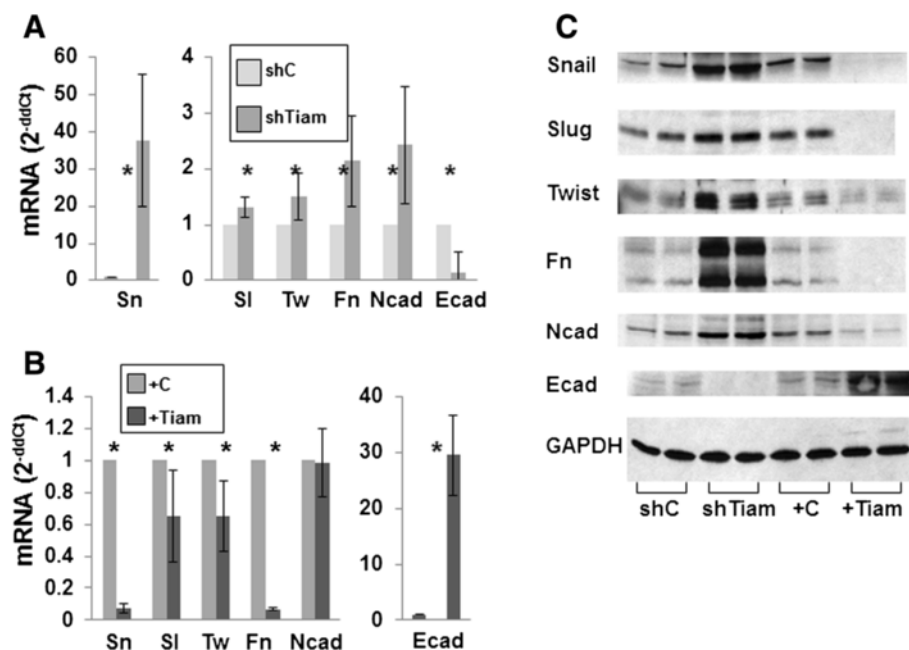 A
mRNA (2-ddCt)
60
50
40
30
20
10
0
*
Sn
4
3
2
1
0
shC
shTiam
* * * * *
Sl Tw Fn Ncad Ecad
B
mRNA (2-ddCt)
1.4
1.2
1
0.8
0.6
0.4
0.2
0
+C
+Tiam
* * * *
Sn Sl Tw Fn Ncad
40
30
20
10
0
*
Ecad
C
Snail
Slug
Twist
Fn
Ncad
Ecad
GAPDH
shC shTiam +C +Tiam